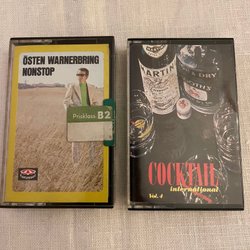 ÖSTEN WARNERBRING
NONSTOP
Prisklass B2
MARTINI
DRY
COCKTAIL
international
Vol. 4